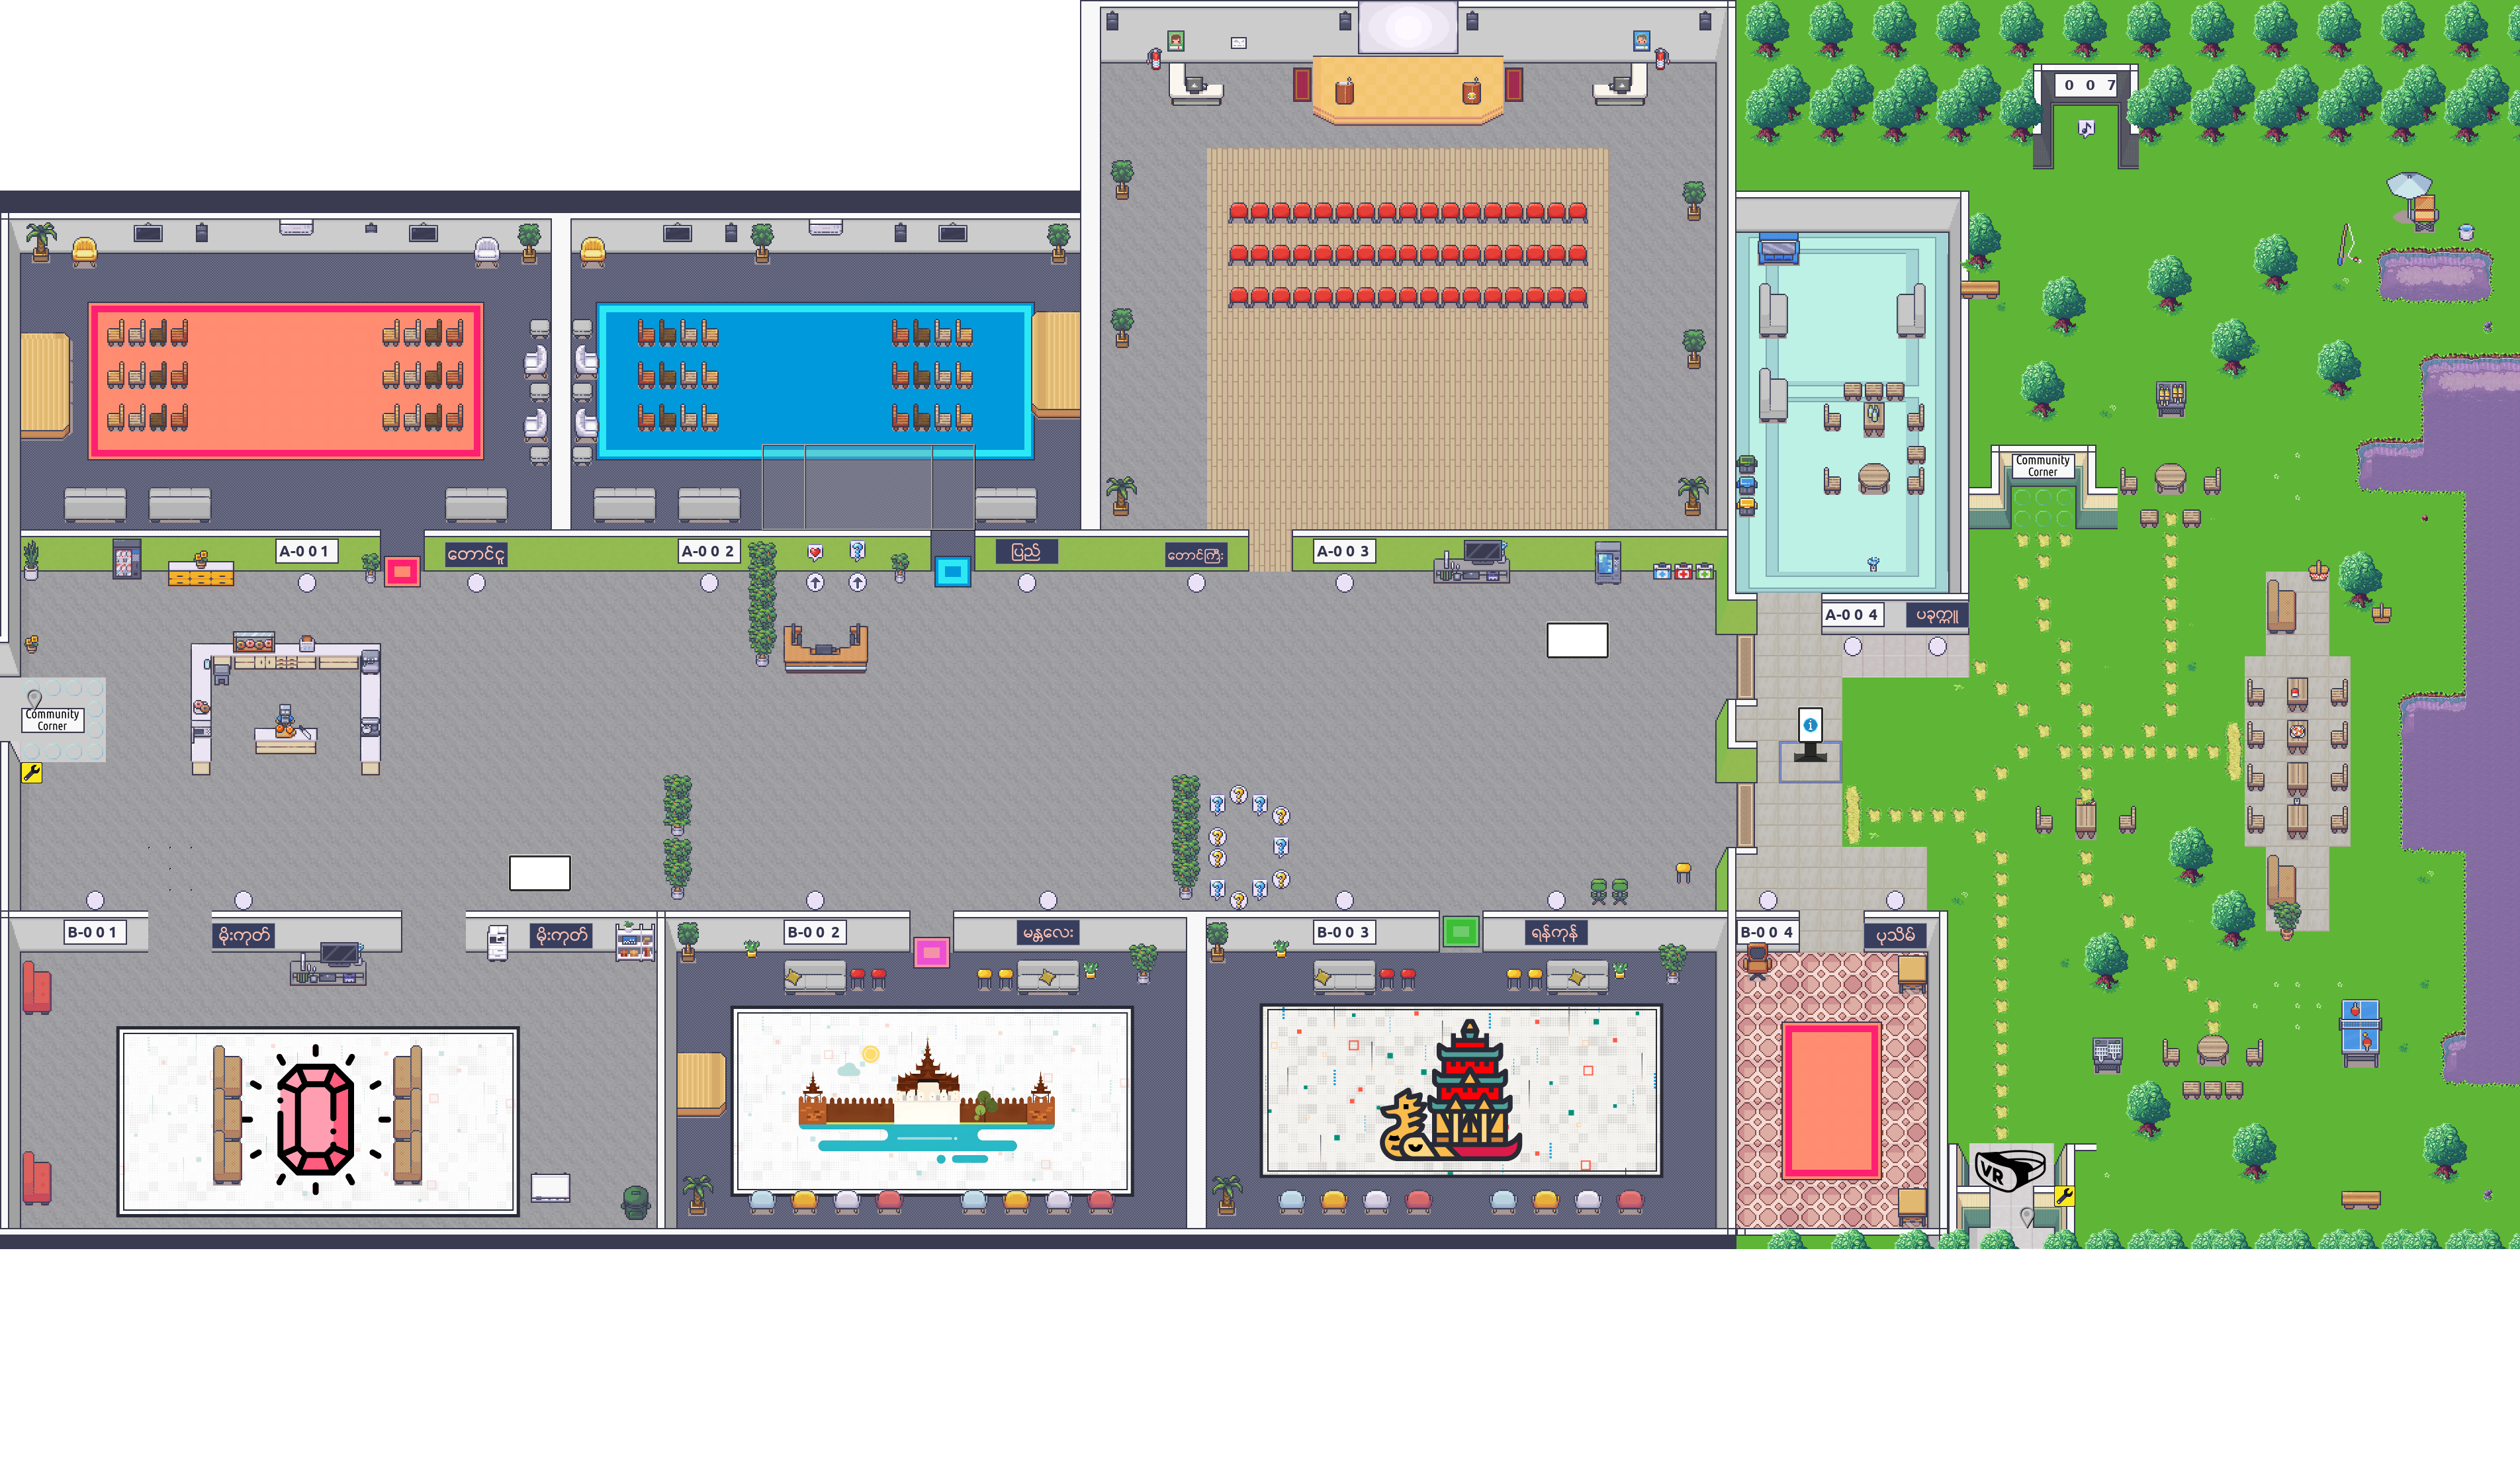 0 0 7
Community
Corner
A-0 0 1
တောင်ငူ
A-0 0 2
ပြည်
တောင်ကြီး
A-0 0 3
A-0 0 4
ပခုက္ကူ
Community
Corner
B-0 0 1
မိုးကုတ်
မိုးကုတ်
B-0 0 2
မန္တလေး
B-0 0 3
ရန်ကုန်
B-0 0 4
ပုသိမ်
VR